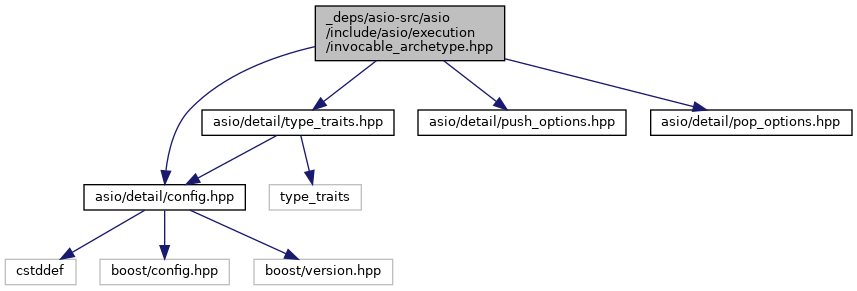 _deps/asio-src/asio
/include/asio/execution
/invocable_archetype.hpp
asio/detail/type_traits.hpp
asio/detail/push_options.hpp
asio/detail/pop_options.hpp
asio/detail/config.hpp
type_traits
cstddef
boost/config.hpp
boost/version.hpp